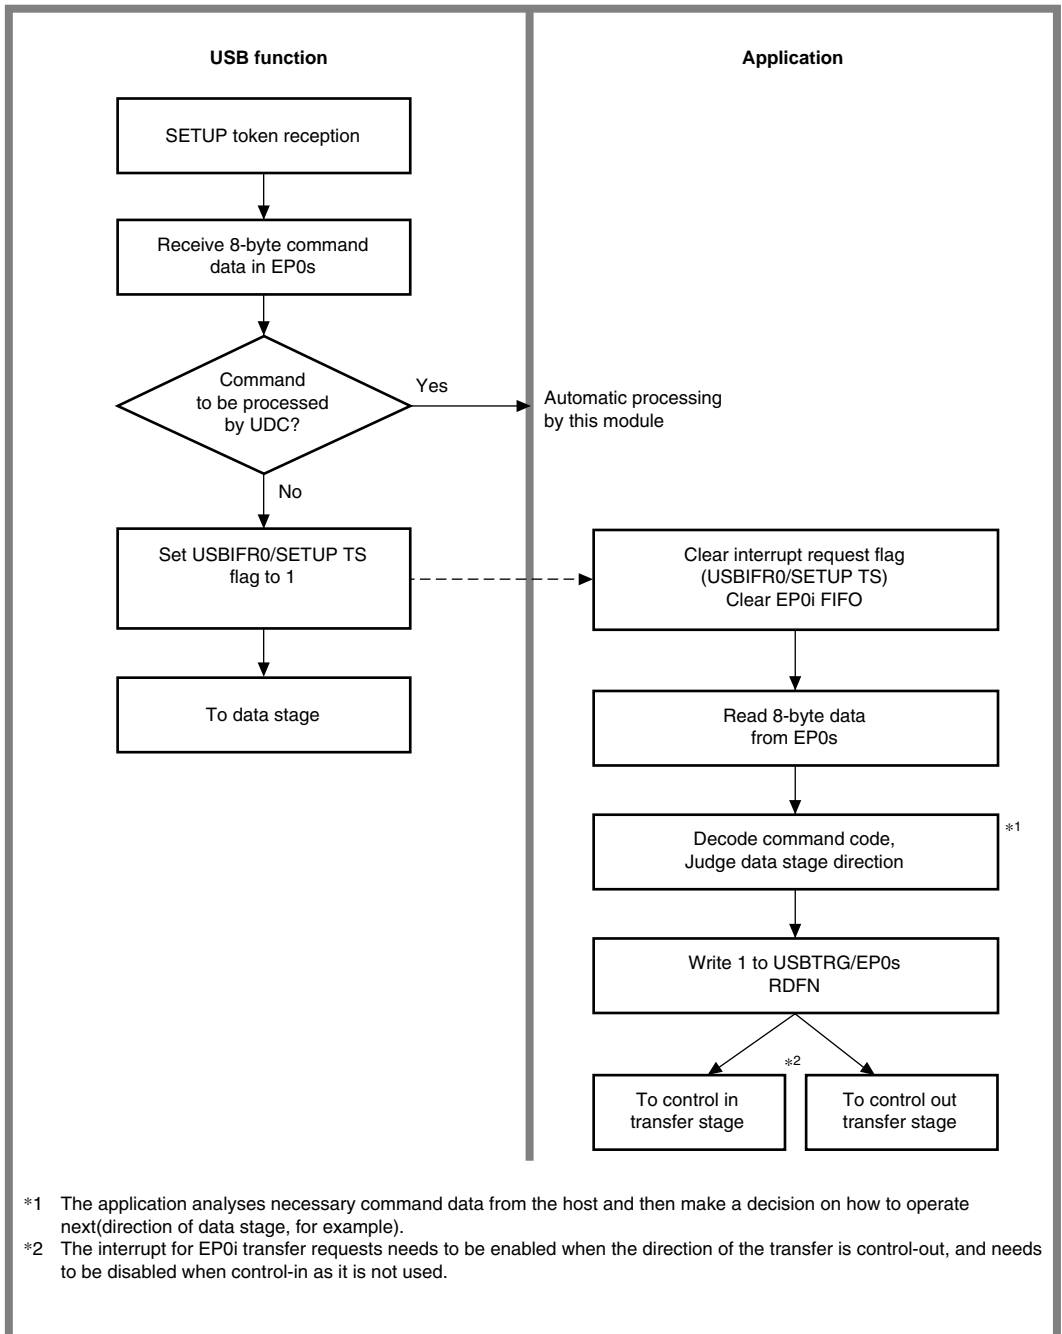 USB function
Application
SETUP token reception
Receive 8-byte command
data in EP0s
Command
to be processed
by UDC?
Yes
Automatic processing
by this module
No
Set USBIFR0/SETUP TS
flag to 1
Clear interrupt request flag
(USBIFR0/SETUP TS)
Clear EP0i FIFO
To data stage
Read 8-byte data
from EP0s
Decode command code,
Judge data stage direction
*1
Write 1 to USBTRG/EP0s
RDFN
*2
To control in
transfer stage
To control out
transfer stage
*1 The application analyses necessary command data from the host and then make a decision on how to operate
next(direction of data stage, for example).
*2 The interrupt for EP0i transfer requests needs to be enabled when the direction of the transfer is control-out, and needs
to be disabled when control-in as it is not used.